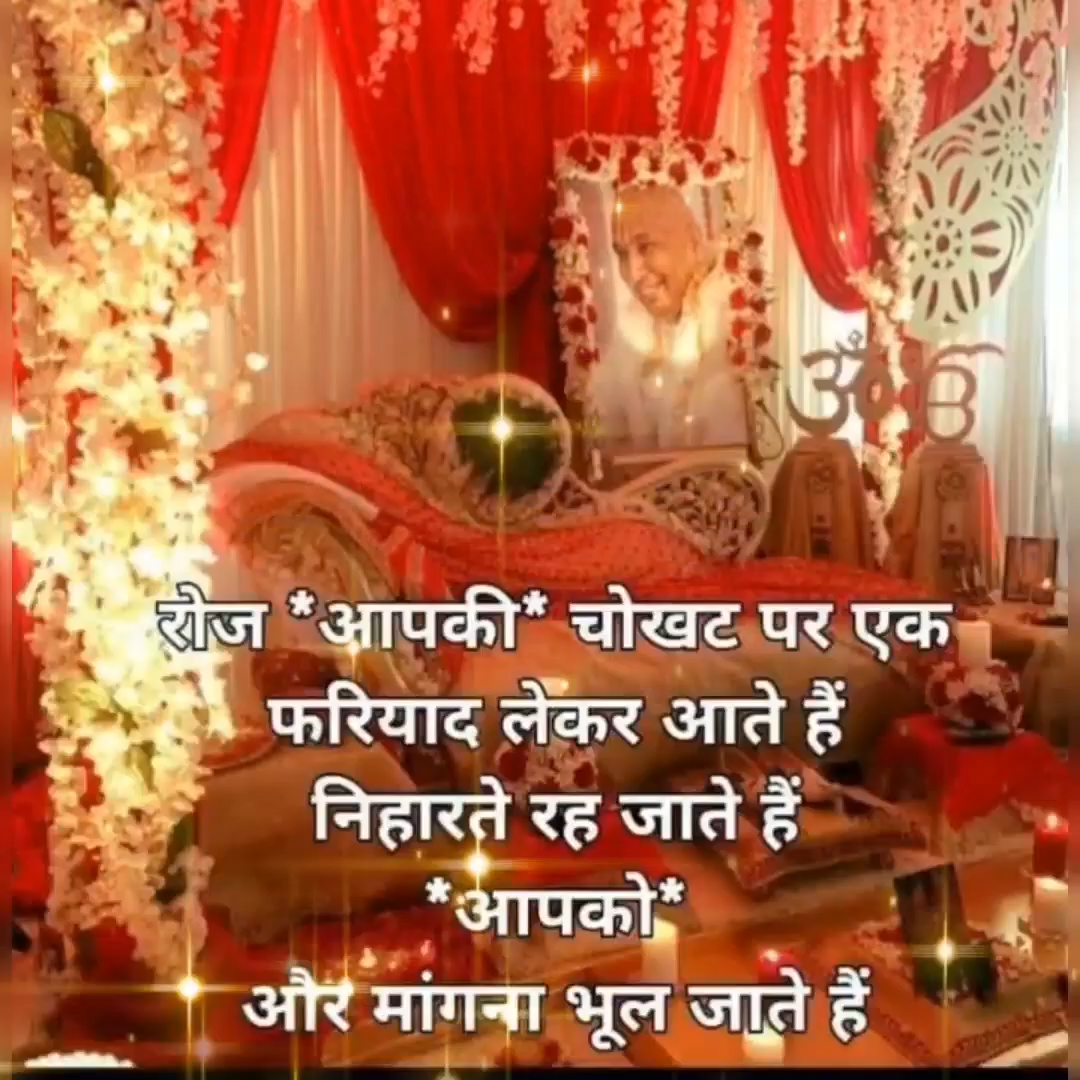 ॐ ੴ
रोज *आपकी* चोखट पर एक
फरियाद लेकर आते हैं
निहारते रह जाते हैं
*आपको*
और मांगना भूल जाते हैं